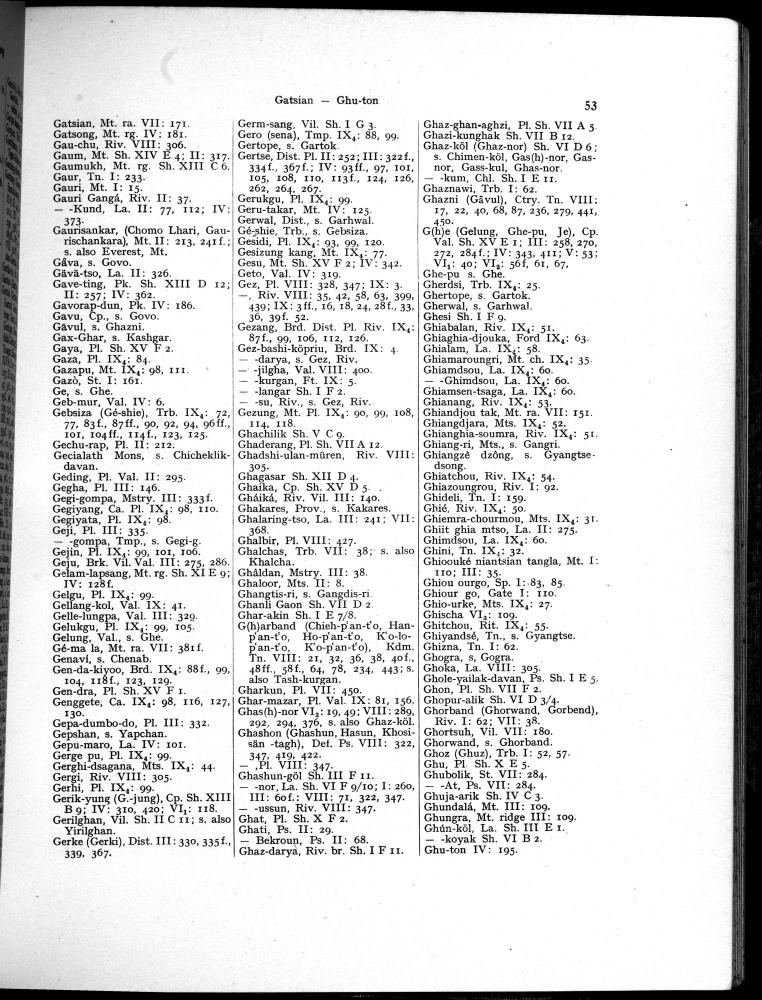 Gatsian — Ghu-ton
53
Gatsian, Mt. ra. VII: 171.
Gatsong, Mt. rg. IV: 181.
Gau-chu, Riv. VIII: 306.
Gaum, Mt. Sh. XIV E 4; II: 317.
Gaumukh, Mt. rg. Sh. XIII C 6.
Gaur, Tn. I: 233.
Gauri, Mt. I: 15.
Gauri Gangá, Riv. II: 37.
— -Kund, La. II: 77, 112; IV:
373.
Gaurisankar, (Chomo Lhari, Gau-
rischankara), Mt. II: 213, 241 f.;
s. also Everest, Mt.
Gâva, s. Govo.
Gävä-tso, La. II: 326.
Gave-ting, Pk. Sh. XIII D 12;
II: 257; IV: 362.
Gavorap-dun, Pk. IV: 186.
Gavu, Cp., s. Govo.
Gâvul, s. Ghazni.
Gax-Ghar, s. Kashgar.
Gaya, Pl. Sh. XV F 2.
Gaza, Pl. IX₄: 84.
Gazapu, Mt. IX₄: 98, 111.
Gazò, St. I: 161.
Ge, s. Ghe.
Geb-mur, Val. IV: 6.
Gebsiza (Gé-shie), Trb. IX₄: 72,
77, 83 f., 87 ff., 90, 92, 94, 96 ff.,
101, 104 ff., 114 f., 123, 125.
Gechu-rap, Pl. II: 212.
Gecialath Mons, s. Chicheklik-
davan.
Geding, Pl. Val. II: 295.
Gegha, Pl. III: 146.
Gegi-gompa, Mstry. III: 333 f.
Gegiyang, Ca. Pl. IX₄: 98, 110.
Gegiyata, Pl. IX₄: 98.
Geji, Pl. III: 335.
— -gompa, Tmp., s. Gegi-g.
Gejin, Pl. IX₄: 99, 101, 106.
Geju, Brk. Vil. Val. III: 275, 286.
Gelam-lapsang, Mt. rg. Sh. XI E 9;
IV: 128 f.
Gelgu, Pl. IX₄: 99.
Gellang-kol, Val. IX: 41.
Gelle-lungpa, Val. III: 329.
Gelukgu, Pl. IX₄: 99, 105.
Gelung, Val., s. Ghe.
Gé-ma la, Mt. ra. VII: 381 f.
Genaví, s. Chenab.
Gen-da-kiyoo, Brd. IX₄: 88 f., 99,
104, 118 f., 123, 129.
Gen-dra, Pl. Sh. XV F 1.
Genggete, Ca. IX₄: 98, 116, 127,
130.
Gepa-dumbo-do, Pl. III: 332.
Gepshan, s. Yapchan.
Gepu-maro, La. IV: 101.
Gerge pu, Pl. IX₄: 99.
Gerghi-dsagana, Mts. IX₄: 44.
Gergi, Riv. VIII: 305.
Gerhi, Pl. IX₄: 99.
Gerik-yung (G.-jung), Cp. Sh. XIII
B 9; IV: 310, 420; VI₁: 118.
Gerilghan, Vil. Sh. II C 11; s. also
Yirilghan.
Gerke (Gerki), Dist. III: 330, 335 f.,
339, 367.
Germ-sang, Vil. Sh. I G 3.
Gero (sena), Tmp. IX₄: 88, 99.
Gertope, s. Gartok.
Gertse, Dist. Pl. II: 252; III: 322 f.,
334 f., 367 f.; IV: 93 ff., 97, 101,
105, 108, 110, 113 f., 124, 126,
262, 264, 267.
Gerukgu, Pl. IX₄: 99.
Geru-takar, Mt. IV: 125.
Gerwal, Dist., s. Garhwal.
Gé-shie, Trb., s. Gebsiza.
Gesidi, Pl. IX₄: 93, 99, 120.
Gesizung kang, Mt. IX₄: 77.
Gesu, Mt. Sh. XV F 2; IV: 342.
Geto, Val. IV: 319.
Gez, Pl. VIII: 328, 347; IX: 3.
—, Riv. VIII: 35, 42, 58, 63, 399,
439; IX: 3 ff., 16, 18, 24, 28 f., 33,
36, 39 f. 52.
Gezang, Brd. Dist. Pl. Riv. IX₄:
87 f., 99, 106, 112, 126.
Gez-bashi-köpriu, Brd. IX: 4.
— -darya, s. Gez, Riv.
— -jilgha, Val. VIII: 400.
— -kurgan, Ft. IX: 5.
— -langar Sh. I F 2.
— -su, Riv., s. Gez, Riv.
Gezung, Mt. Pl. IX₄: 90, 99, 108,
114, 118.
Ghachilik Sh. V C 9.
Ghaderang, Pl. Sh. VII A 12.
Ghadshi-ulan-müren, Riv. VIII:
305.
Ghagasar Sh. XII D 4.
Ghaika, Cp. Sh. XV D 5.
Gháiká, Riv. Vil. III: 140.
Ghakares, Prov., s. Kakares.
Ghalaring-tso, La. III: 241; VII:
368.
Ghalbir, Pl. VIII: 427.
Ghalchas, Trb. VII: 38; s. also
Khalcha.
Ghâldan, Mstry. III: 38.
Ghaloor, Mts. II: 8.
Ghangtis-ri, s. Gangdis-ri.
Ghanli Gaon Sh. VII D 2.
Ghar-akin Sh. I E 7/8.
G(h)arband (Chieh-p'an-t'o, Han-
p'an-t'o, Ho-p'an-t'o, K'o-lo-
p'an-t'o, K'o-p'an-t'o), Kdm.
Tn. VIII: 21, 32, 36, 38, 40 f.,
48 ff., 58 f., 64, 78, 234, 443; s.
also Tash-kurgan.
Gharkun, Pl. VII: 450.
Ghar-mazar, Pl. Val. IX: 81, 156.
Ghas(h)-nor VI₂: 19, 49; VIII: 289,
292, 294, 376, s. also Ghaz-köl.
Ghashon (Ghashun, Hasun, Khosi-
sän -tagh), Def. Ps. VIII: 322,
347, 419, 422.
— ,Pl. VIII: 347.
Ghashun-göl Sh. III F 11.
— -nor, La. Sh. VI F 9/10; I: 260,
III: 60 f.: VIII: 71, 322, 347.
— -ussun, Riv. VIII: 347.
Ghat, Pl. Sh. X F 2.
Ghati, Ps. II: 29.
— Bekroun, Ps. II: 68.
Ghaz-darya, Riv. br. Sh. I F 11.
Ghaz-ghan-aghzi, Pl. Sh. VII A 5.
Ghazi-kunghak Sh. VII B 12.
Ghaz-köl (Ghaz-nor) Sh. VI D 6;
s. Chimen-köl, Gas(h)-nor, Gas-
nor, Gass-kul, Ghas-nor.
— -kum, Chl. Sh. I E 11.
Ghaznawi, Trb. I: 62.
Ghazni (Gâvul), Ctry. Tn. VIII:
17, 22, 40, 68, 87, 236, 279, 441,
450.
G(h)e (Gelung, Ghe-pu, Je), Cp.
Val. Sh. XV E 1; III: 258, 270,
272, 284 f.; IV: 343, 411; V: 53;
VI₁: 40; VI₂: 56 f, 61, 67,
Ghe-pu s. Ghe.
Gherdsi, Trb. IX₄: 25.
Ghertope, s. Gartok.
Gherwal, s. Garhwal.
Ghesi Sh. I F 9.
Ghiabalan, Riv. IX₄: 51.
Ghiaghia-djouka, Ford IX₄: 63.
Ghialam, La. IX₄: 58.
Ghiamaroungri, Mt. ch. IX₄: 35.
Ghiamdsou, La. IX₄: 60.
— -Ghimdsou, La. IX₄: 60.
Ghiamsen-tsaga, La. IX₄: 60.
Ghianang, Riv. IX₄: 53.
Ghiandjou tak, Mt. ra. VII: 151.
Ghiangdjara, Mts. IX₄: 52.
Ghianghia-soumra, Riv. IX₄: 51.
Ghiang-ri, Mts., s. Gangri.
Ghiangzè dzông, s. Gyangtse-
dsong.
Ghiatchou, Riv. IX₄: 54.
Ghiazoungrou, Riv. I: 92.
Ghideli, Tn. I: 159.
Ghié, Riv. IX₄: 50.
Ghiemra-chourmou, Mts. IX₄: 31.
Ghiit ghia mtso, La. II: 275.
Ghimdsou, La. IX₄: 60.
Ghini, Tn. IX₁: 32.
Ghioouké niantsian tangla, Mt. I:
110; III: 35.
Ghiou ourgo, Sp. I: 83, 85.
Ghiour go, Gate I: 110.
Ghio-urke, Mts. IX₄: 27.
Ghischa VI₂: 109.
Ghitchou, Rit. IX₄: 55.
Ghiyandsé, Tn., s. Gyangtse.
Ghizna, Tn. I: 62.
Ghogra, s, Gogra.
Ghoka, La. VIII: 305.
Ghole-yailak-davan, Ps. Sh. I E 5.
Ghon, Pl. Sh. VII F 2.
Ghopur-alik Sh. VI D 3/4.
Ghorband (Ghorwand, Gorbend),
Riv. I: 62; VII: 38.
Ghortsuh, Vil. VII: 180.
Ghorwand, s. Ghorband.
Ghoz (Ghuz), Trb. I: 52, 57.
Ghu, Pl. Sh. X E 5.
Ghubolik, St. VII: 284.
— -At, Ps. VII: 284.
Ghuja-arik Sh. IV C 3.
Ghundalá, Mt. III: 109.
Ghungra, Mt. ridge III: 109.
Ghún-köl, La. Sh. III E 1.
— -koyak Sh. VI B 2.
Ghu-ton IV: 195.